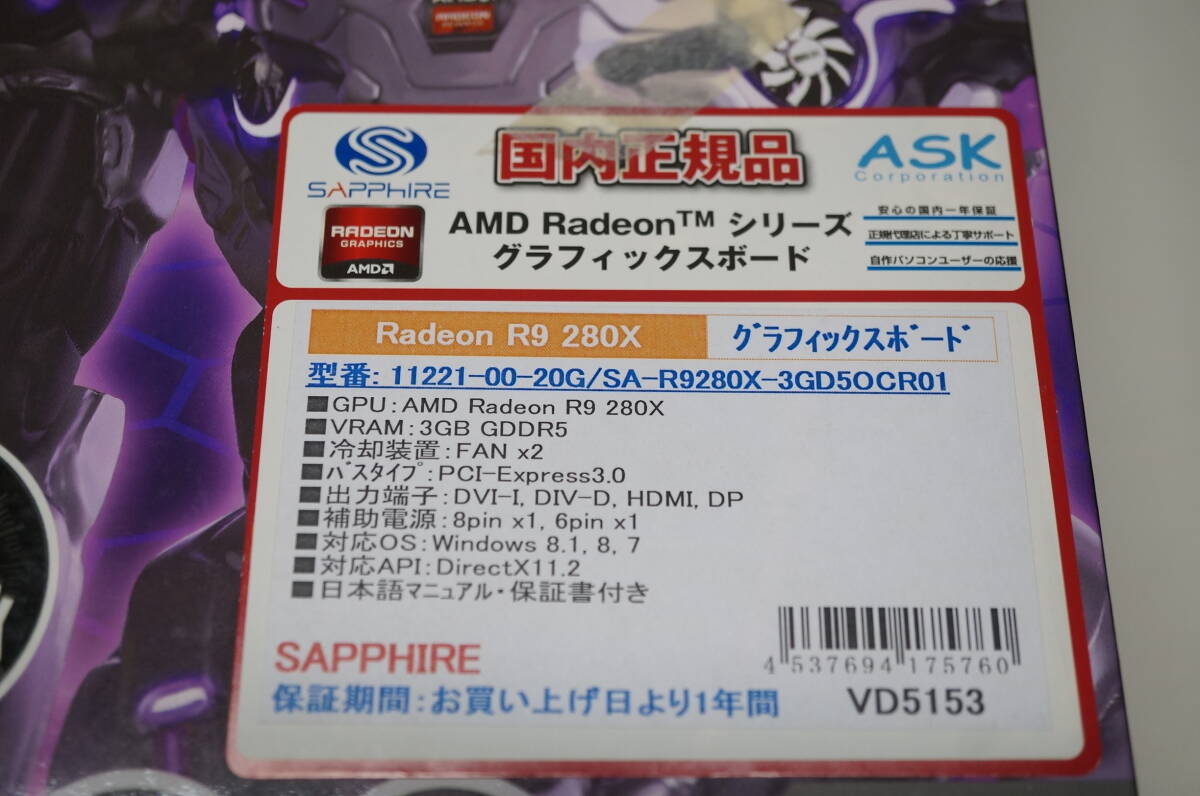 RADEON
SAPPHIRE
国内正規品
ASK
Corporation
RADEON
GRAPHICS
AMD
AMD Radeon™ シリーズ
グラフィックスボード
安心の国内一年保証
正規代理店による丁寧サポート
自作パソコンユーザーの応援
Radeon R9 280X
グラフィックスボード
型番: 11221-00-20G/SA-R9280X-3GD5OCR01
■GPU:AMD Radeon R9 280X
■VRAM:3GB GDDR5
■冷却装置:FAN x2
■バスタイプ:PCI-Express3.0
■出力端子:DVI-I, DIV-D, HDMI, DP
■補助電源:8pin x1, 6pin x1
■対応OS:Windows 8.1, 8, 7
■対応API:DirectX11.2
■日本語マニュアル・保証書付き
SAPPHIRE
保証期間:お買い上げ日より1年間
4 537694 175760
VD5153